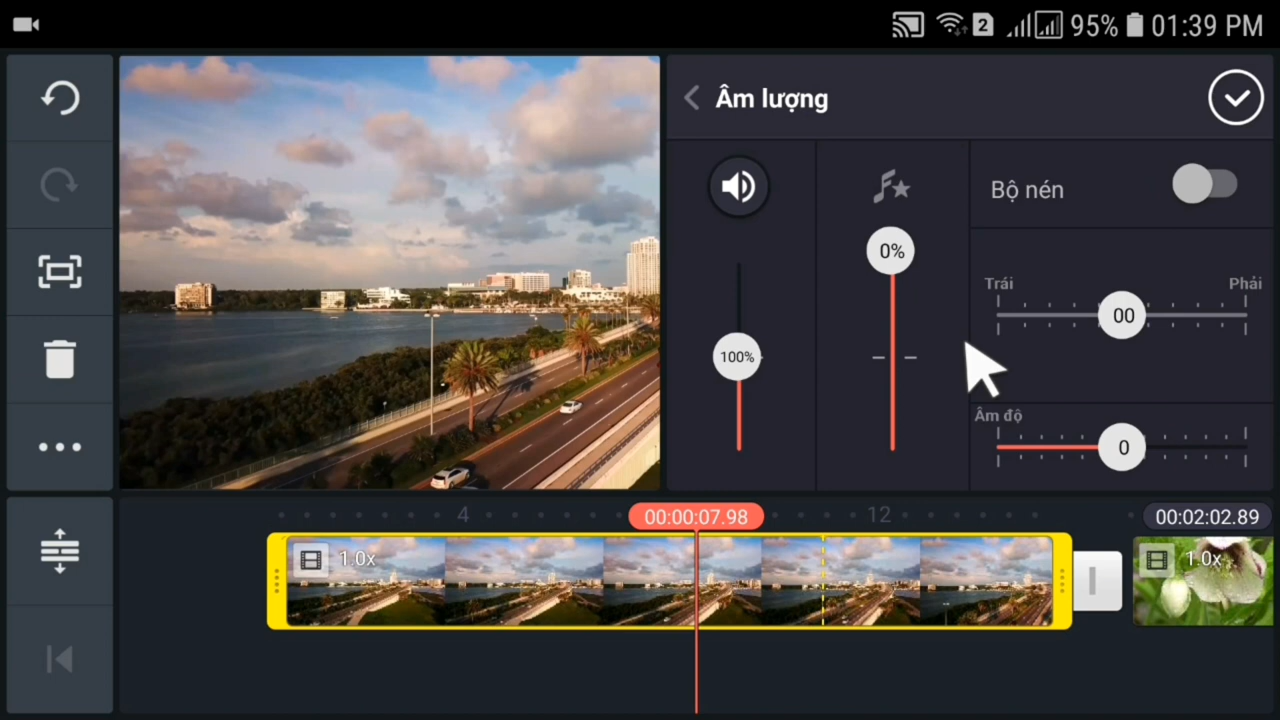 2 95% 01:39 PM
Âm lượng
Bộ nén
0%
Trái Phải
00
100%
Âm độ
0
4 00:00:07.98 12 00:02:02.89
1.0x 1.0x